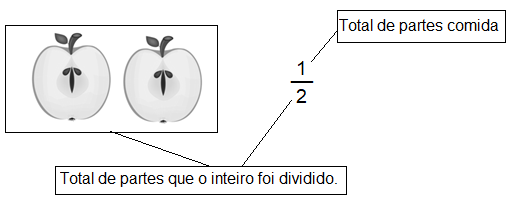 Total de partes comida
1
2
Total de partes que o inteiro foi dividido.